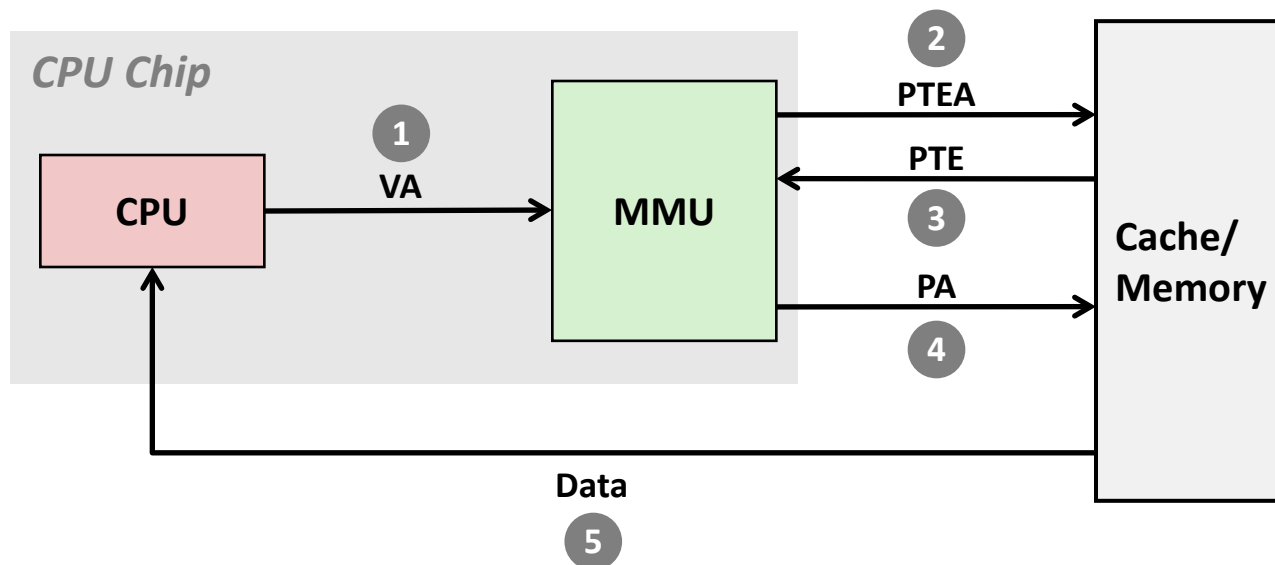 CPU Chip
2
PTEA
1
VA
CPU
MMU
PTE
3
Cache/
Memory
PA
4
Data
5